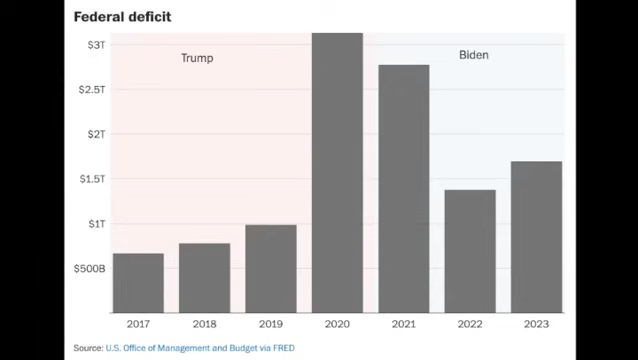 Federal deficit
$3T
Trump
Biden
$2.5T
$2T
$1.5T
$1T
$500B
2017 2018 2019 2020 2021 2022 2023
Source: U.S. Office of Management and Budget via FRED